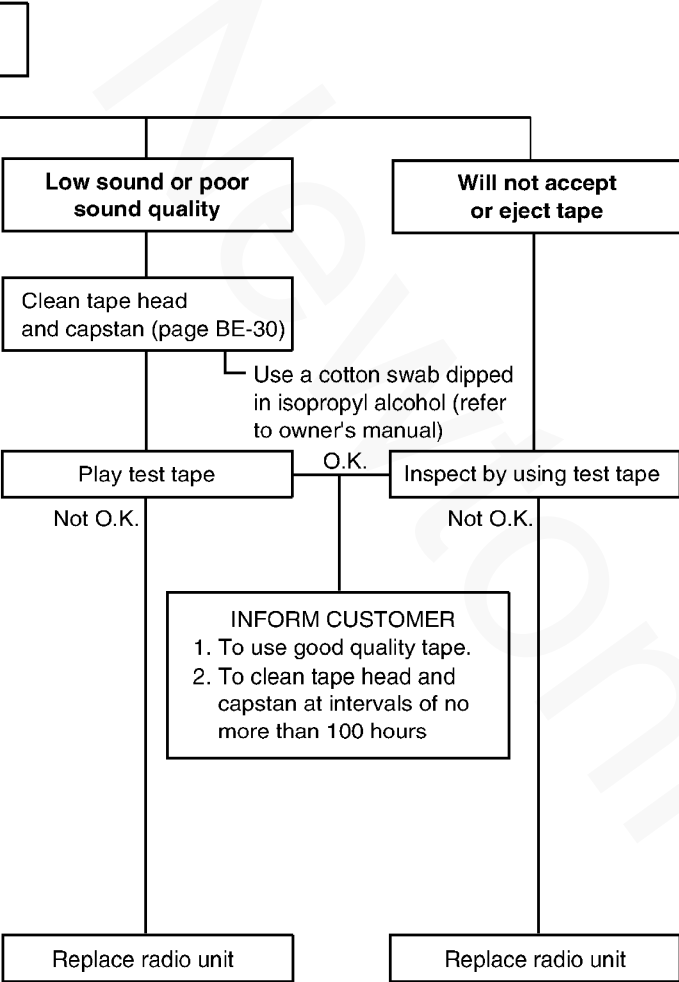 Low sound or poor
sound quality
Will not accept
or eject tape
Clean tape head
and capstan (page BE-30)
Use a cotton swab dipped
in isopropyl alcohol (refer
to owner's manual)
Play test tape
O.K.
Inspect by using test tape
Not O.K.
Not O.K.
INFORM CUSTOMER
1. To use good quality tape.
2. To clean tape head and
capstan at intervals of no
more than 100 hours
Replace radio unit
Replace radio unit